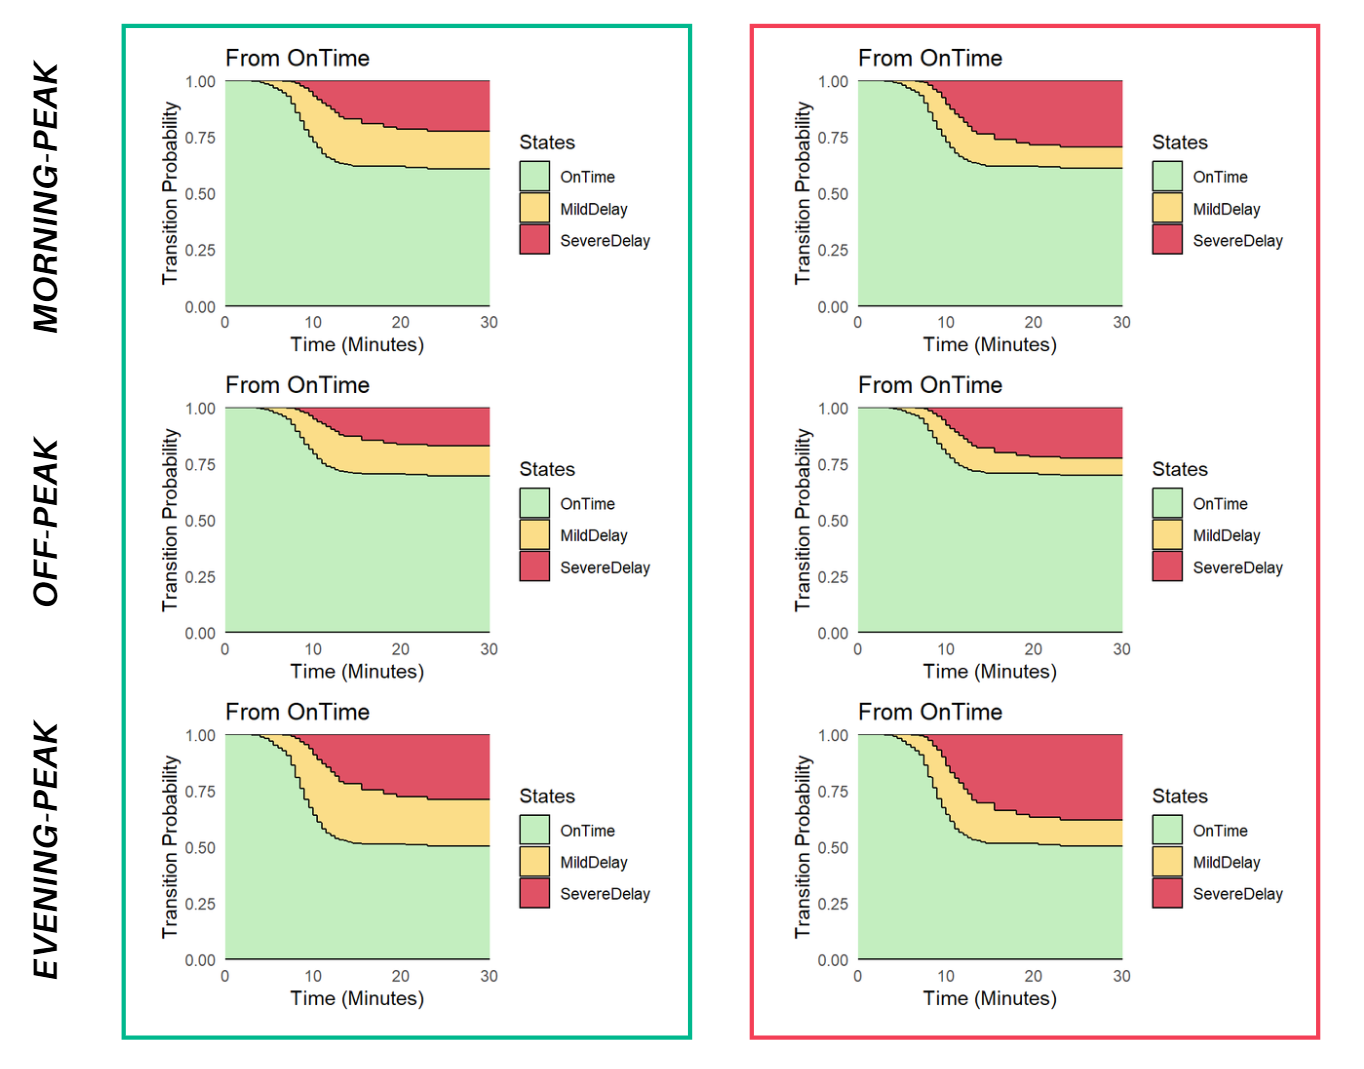 MORNING-PEAK
From OnTime
Transition Probability
1.00
0.75
0.50
0.25
0.00
0 10 20 30
Time (Minutes)
States
OnTime
MildDelay
SevereDelay
From OnTime
Transition Probability
1.00
0.75
0.50
0.25
0.00
0 10 20 30
Time (Minutes)
States
OnTime
MildDelay
SevereDelay
OFF-PEAK
From OnTime
Transition Probability
1.00
0.75
0.50
0.25
0.00
0 10 20 30
Time (Minutes)
States
OnTime
MildDelay
SevereDelay
From OnTime
Transition Probability
1.00
0.75
0.50
0.25
0.00
0 10 20 30
Time (Minutes)
States
OnTime
MildDelay
SevereDelay
EVENING-PEAK
From OnTime
Transition Probability
1.00
0.75
0.50
0.25
0.00
0 10 20 30
Time (Minutes)
States
OnTime
MildDelay
SevereDelay
From OnTime
Transition Probability
1.00
0.75
0.50
0.25
0.00
0 10 20 30
Time (Minutes)
States
OnTime
MildDelay
SevereDelay